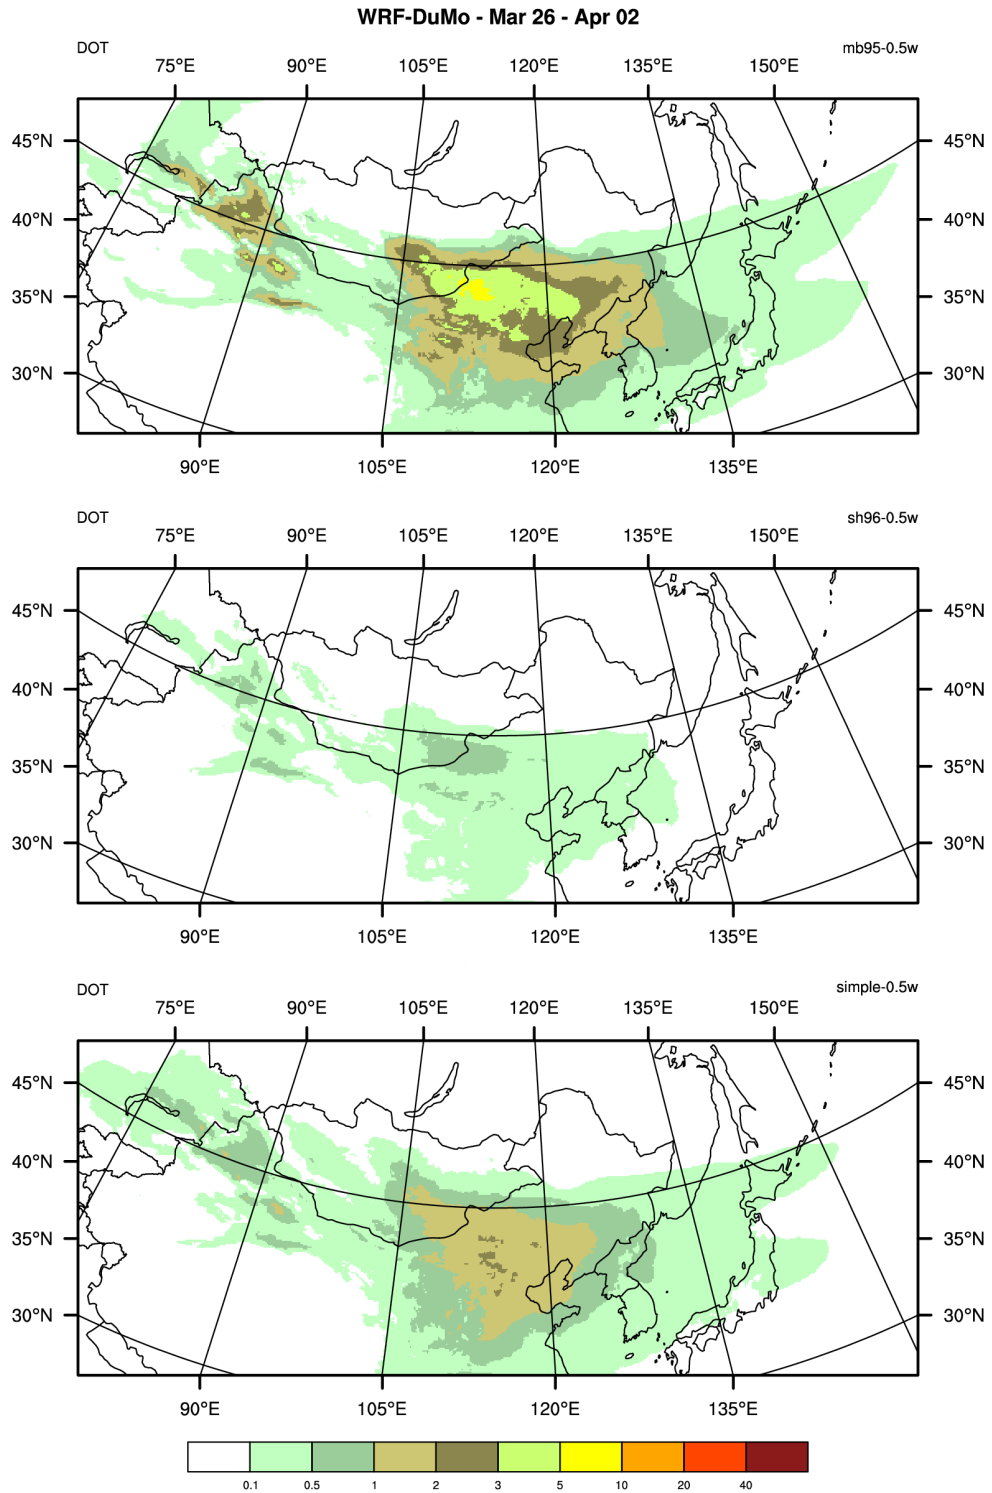 WRF-DuMo - Mar 26 - Apr 02
DOT mb95-0.5w
75°E 90°E 105°E 120°E 135°E 150°E
45°N 45°N
40°N 40°N
35°N 35°N
30°N 30°N
90°E 105°E 120°E 135°E
DOT sh96-0.5w
75°E 90°E 105°E 120°E 135°E 150°E
45°N 45°N
40°N 40°N
35°N 35°N
30°N 30°N
90°E 105°E 120°E 135°E
DOT simple-0.5w
75°E 90°E 105°E 120°E 135°E 150°E
45°N 45°N
40°N 40°N
35°N 35°N
30°N 30°N
90°E 105°E 120°E 135°E
0.1 0.5 1 2 3 5 10 20 40